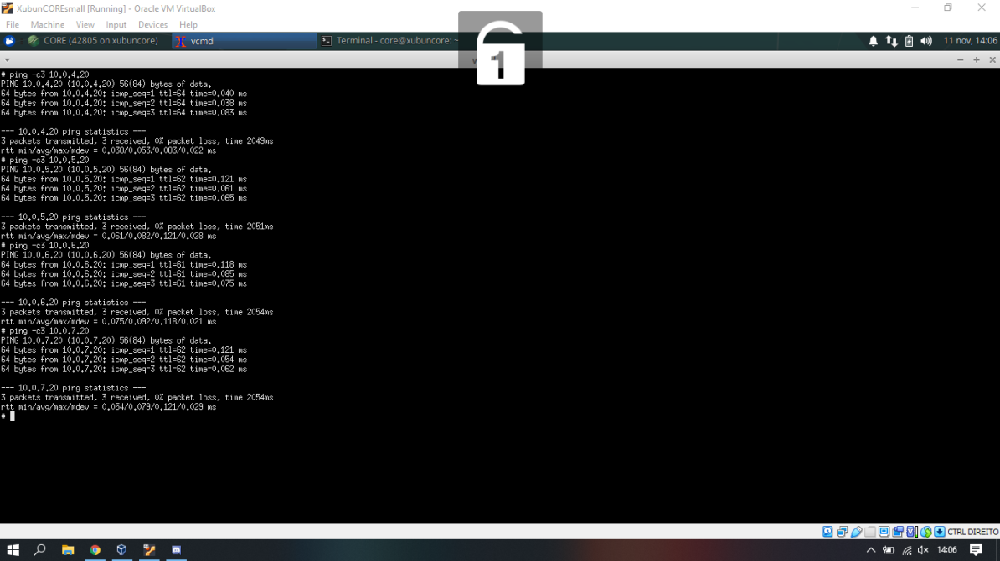 XubunCOREsmall [Running] - Oracle VM VirtualBox
File Machine View Input Devices Help
CORE (42805 on xubuncore) vcmd Terminal - core@xubuncore: ~ 11 nov, 14:06
1
# ping -c3 10.0.4.20
PING 10.0.4.20 (10.0.4.20) 56(84) bytes of data.
64 bytes from 10.0.4.20: icmp_seq=1 ttl=64 time=0.040 ms
64 bytes from 10.0.4.20: icmp_seq=2 ttl=64 time=0.038 ms
64 bytes from 10.0.4.20: icmp_seq=3 ttl=64 time=0.083 ms
--- 10.0.4.20 ping statistics ---
3 packets transmitted, 3 received, 0% packet loss, time 2049ms
rtt min/avg/max/mdev = 0.038/0.053/0.083/0.022 ms
# ping -c3 10.0.5.20
PING 10.0.5.20 (10.0.5.20) 56(84) bytes of data.
64 bytes from 10.0.5.20: icmp_seq=1 ttl=62 time=0.121 ms
64 bytes from 10.0.5.20: icmp_seq=2 ttl=62 time=0.061 ms
64 bytes from 10.0.5.20: icmp_seq=3 ttl=62 time=0.065 ms
--- 10.0.5.20 ping statistics ---
3 packets transmitted, 3 received, 0% packet loss, time 2051ms
rtt min/avg/max/mdev = 0.061/0.082/0.121/0.028 ms
# ping -c3 10.0.6.20
PING 10.0.6.20 (10.0.6.20) 56(84) bytes of data.
64 bytes from 10.0.6.20: icmp_seq=1 ttl=61 time=0.118 ms
64 bytes from 10.0.6.20: icmp_seq=2 ttl=61 time=0.085 ms
64 bytes from 10.0.6.20: icmp_seq=3 ttl=61 time=0.075 ms
--- 10.0.6.20 ping statistics ---
3 packets transmitted, 3 received, 0% packet loss, time 2054ms
rtt min/avg/max/mdev = 0.075/0.092/0.118/0.021 ms
# ping -c3 10.0.7.20
PING 10.0.7.20 (10.0.7.20) 56(84) bytes of data.
64 bytes from 10.0.7.20: icmp_seq=1 ttl=62 time=0.121 ms
64 bytes from 10.0.7.20: icmp_seq=2 ttl=62 time=0.054 ms
64 bytes from 10.0.7.20: icmp_seq=3 ttl=62 time=0.062 ms
--- 10.0.7.20 ping statistics ---
3 packets transmitted, 3 received, 0% packet loss, time 2054ms
rtt min/avg/max/mdev = 0.054/0.079/0.121/0.029 ms
#
CTRL DIREITO
14:06